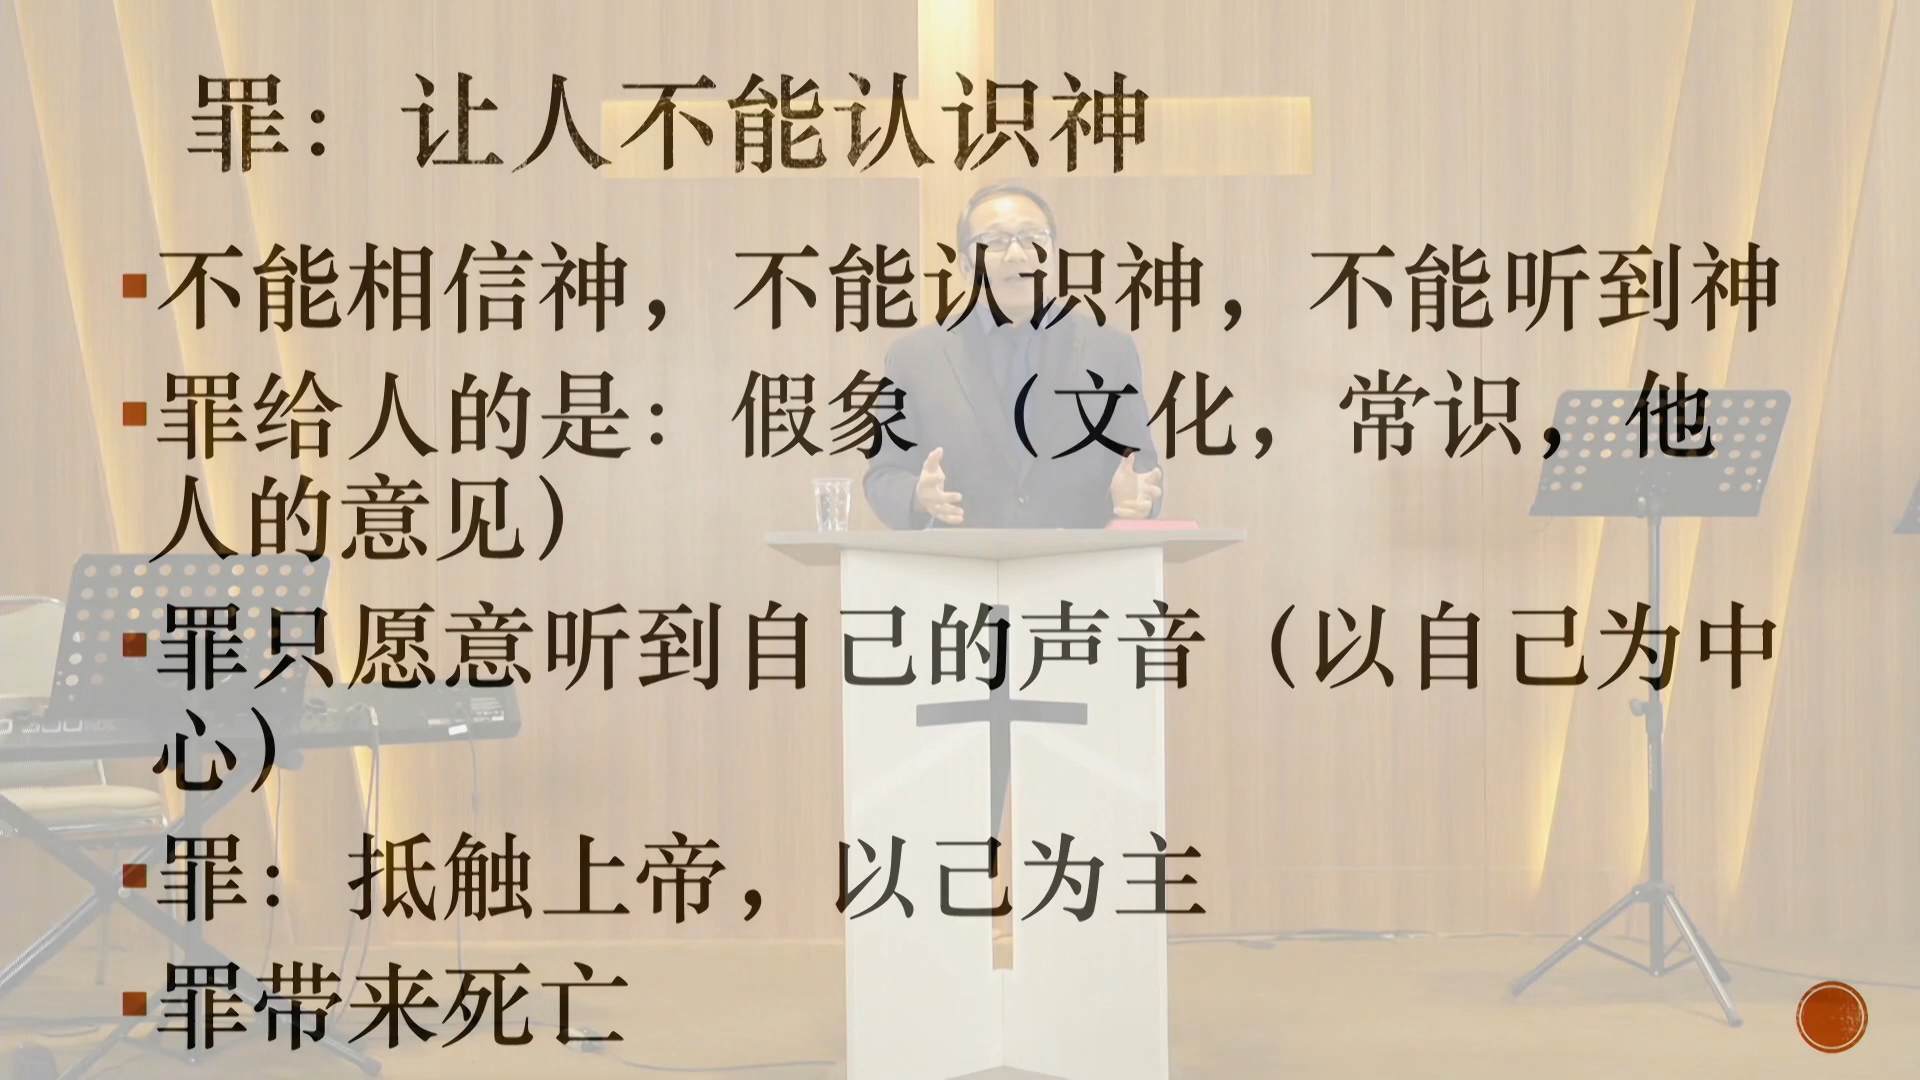 罪：让人不能认识神
不能相信神，不能认识神，不能听到神
罪给人的是：假象 （文化，常识，他
人的意见）
罪只愿意听到自己的声音（以自己为中
心）
罪：抵触上帝，以己为主
罪带来死亡